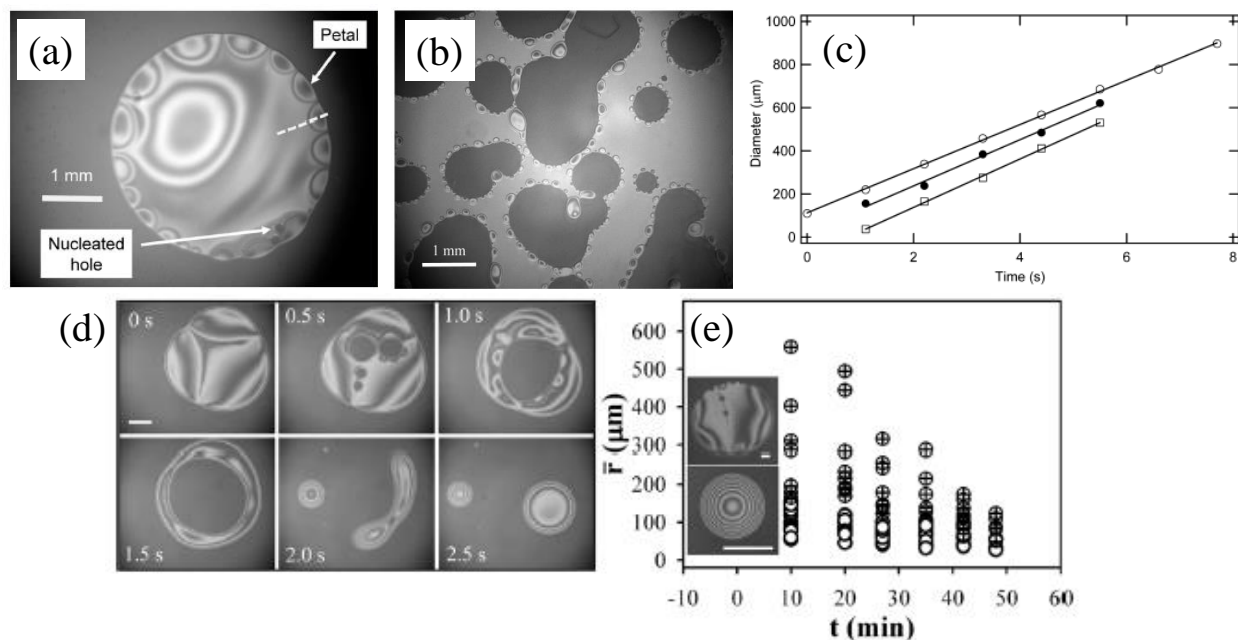 (a)
Petal
1 mm
Nucleated
hole
(b)
1 mm
(c)
Diameter (μm)
1000
800
600
400
200
0
0 2 4 6 8
Time (s)
(d)
0 s
0.5 s
1.0 s
1.5 s
2.0 s
2.5 s
(e)
r̄ (μm)
600
500
400
300
200
100
0
-10 0 10 20 30 40 50 60
t (min)